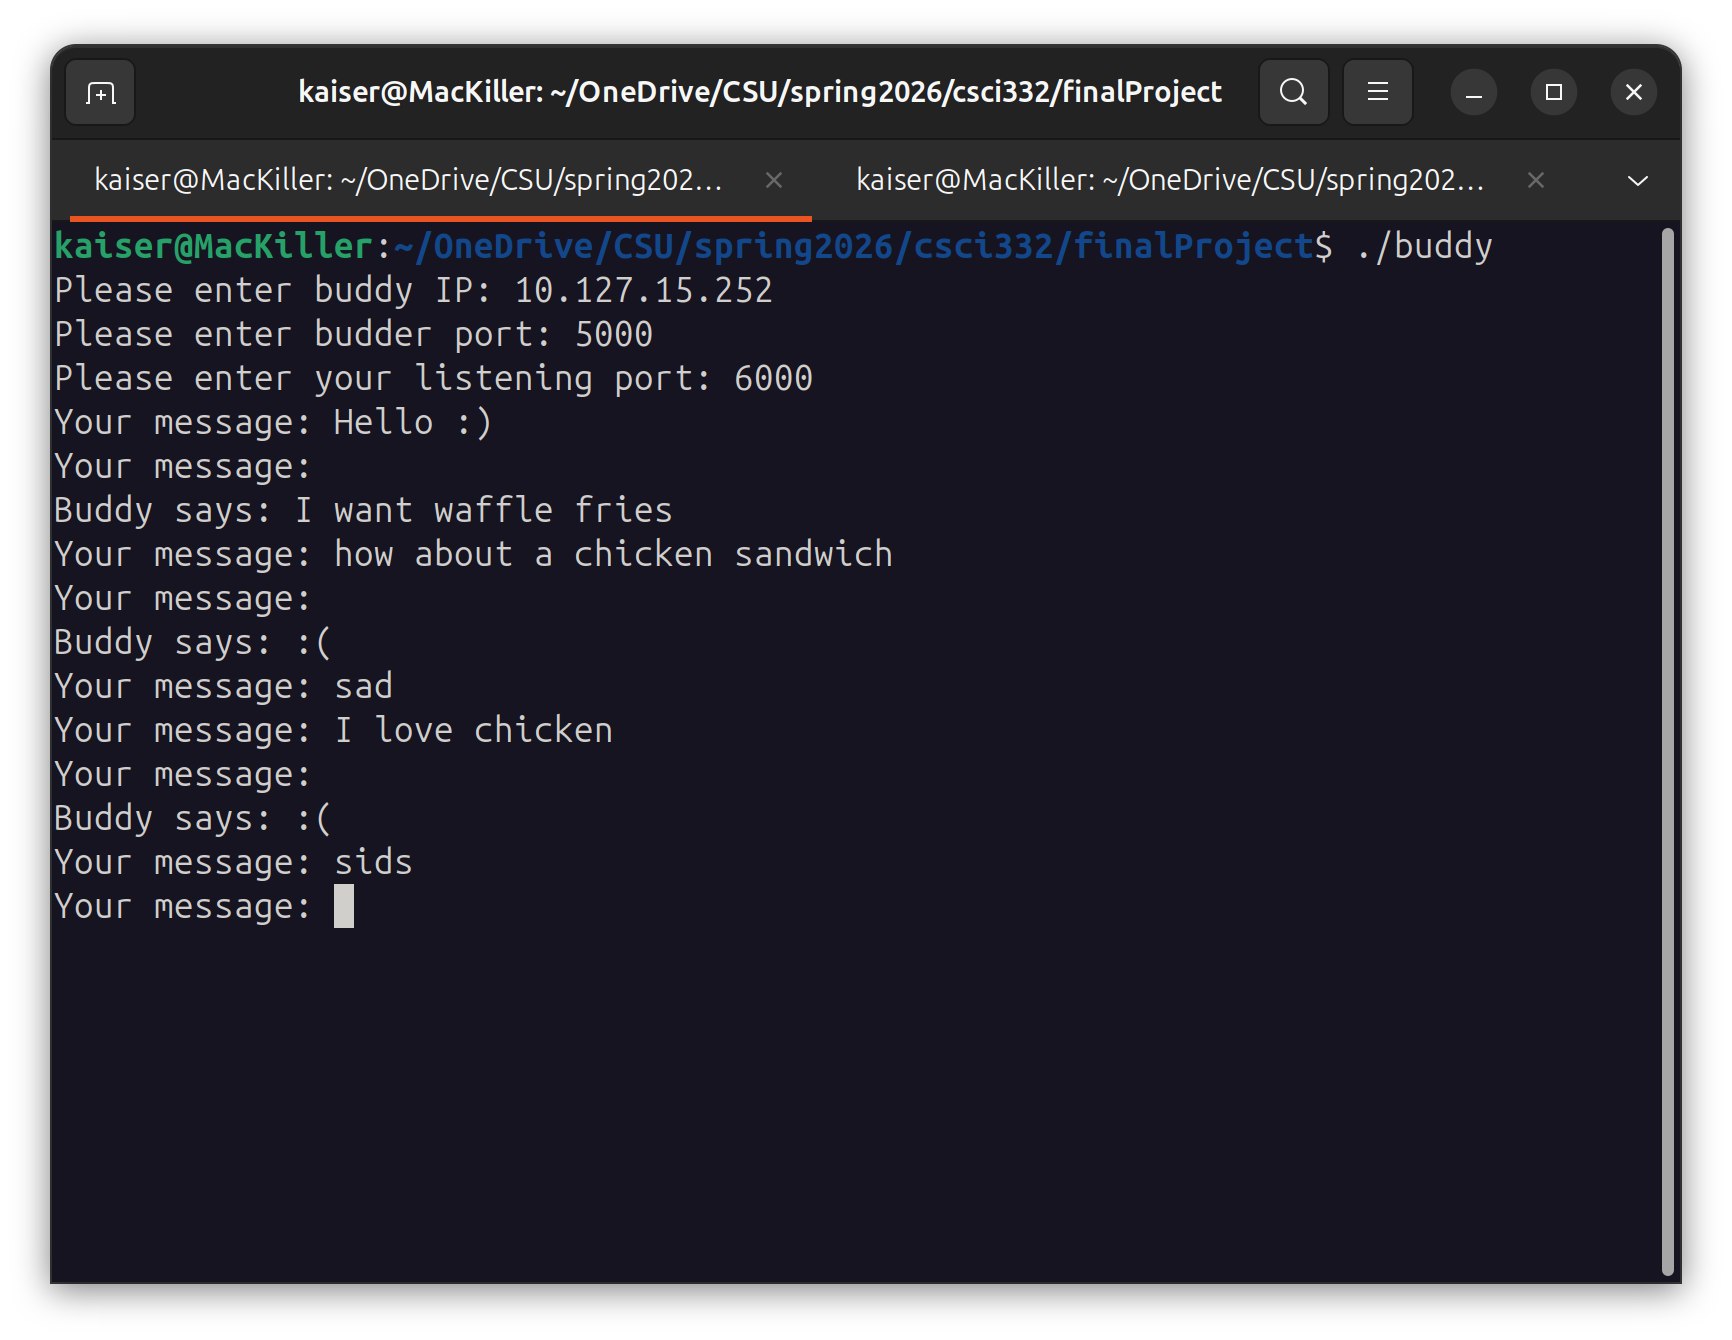 kaiser@MacKiller: ~/OneDrive/CSU/spring2026/csci332/finalProject
kaiser@MacKiller: ~/OneDrive/CSU/spring202... kaiser@MacKiller: ~/OneDrive/CSU/spring202...
kaiser@MacKiller:~/OneDrive/CSU/spring2026/csci332/finalProject$ ./buddy
Please enter buddy IP: 10.127.15.252
Please enter budder port: 5000
Please enter your listening port: 6000
Your message: Hello :)
Your message:
Buddy says: I want waffle fries
Your message: how about a chicken sandwich
Your message:
Buddy says: :(
Your message: sad
Your message: I love chicken
Your message:
Buddy says: :(
Your message: sids
Your message: